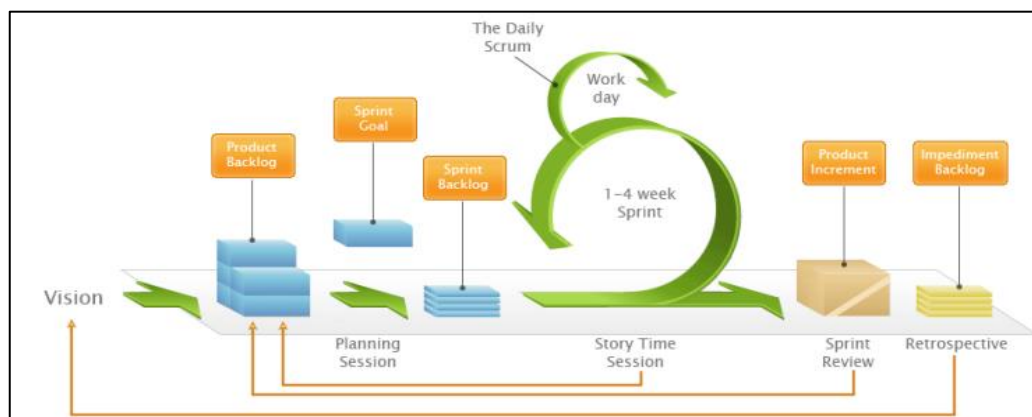 The Daily
Scrum
Work
day
Sprint
Goal
Product
Backlog
Sprint
Backlog
1-4 week
Sprint
Product
Increment
Impediment
Backlog
Vision
Planning
Session
Story Time
Session
Sprint
Review
Retrospective